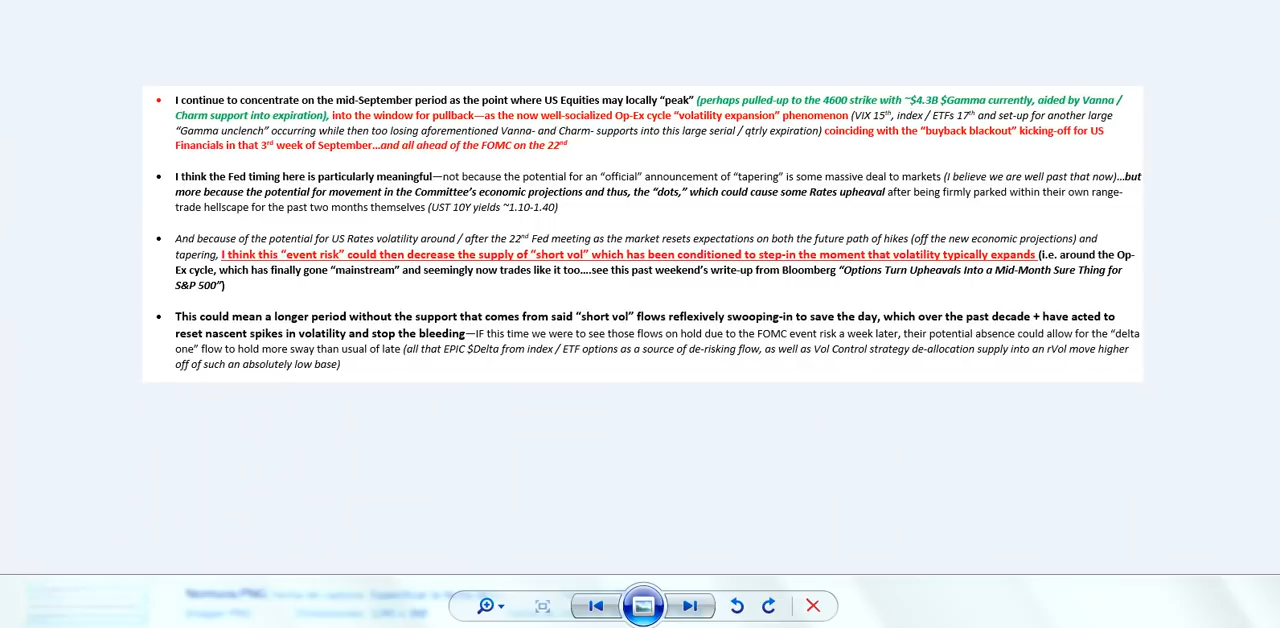 I continue to concentrate on the mid-September period as the point where US Equities may locally “peak” (perhaps pulled-up to the 4600 strike with ~$4.3B $Gamma currently, aided by Vanna /
Charm support into expiration), into the window for pullback—as the now well-socialized Op-Ex cycle “volatility expansion” phenomenon (VIX 15th, index / ETFs 17th and set-up for another large
“Gamma unclench” occurring while then too losing aforementioned Vanna- and Charm- supports into this large serial / qtrly expiration) coinciding with the “buyback blackout” kicking-off for US
Financials in that 3rd week of September…and all ahead of the FOMC on the 22nd
I think the Fed timing here is particularly meaningful—not because the potential for an “official” announcement of “tapering” is some massive deal to markets (I believe we are well past that now)…but
more because the potential for movement in the Committee’s economic projections and thus, the “dots,” which could cause some Rates upheaval after being firmly parked within their own range-
trade hellscape for the past two months themselves (UST 10Y yields ~1.10-1.40)
And because of the potential for US Rates volatility around / after the 22nd Fed meeting as the market resets expectations on both the future path of hikes (off the new economic projections) and
tapering, I think this “event risk” could then decrease the supply of “short vol” which has been conditioned to step-in the moment that volatility typically expands (i.e. around the Op-
Ex cycle, which has finally gone “mainstream” and seemingly now trades like it too….see this past weekend’s write-up from Bloomberg “Options Turn Upheavals Into a Mid-Month Sure Thing for
S&P 500”)
This could mean a longer period without the support that comes from said “short vol” flows reflexively swooping-in to save the day, which over the past decade + have acted to
reset nascent spikes in volatility and stop the bleeding—IF this time we were to see those flows on hold due to the FOMC event risk a week later, their potential absence could allow for the “delta
one” flow to hold more sway than usual of late (all that EPIC $Delta from index / ETF options as a source of de-risking flow, as well as Vol Control strategy de-allocation supply into an rVol move higher
off of such an absolutely low base)